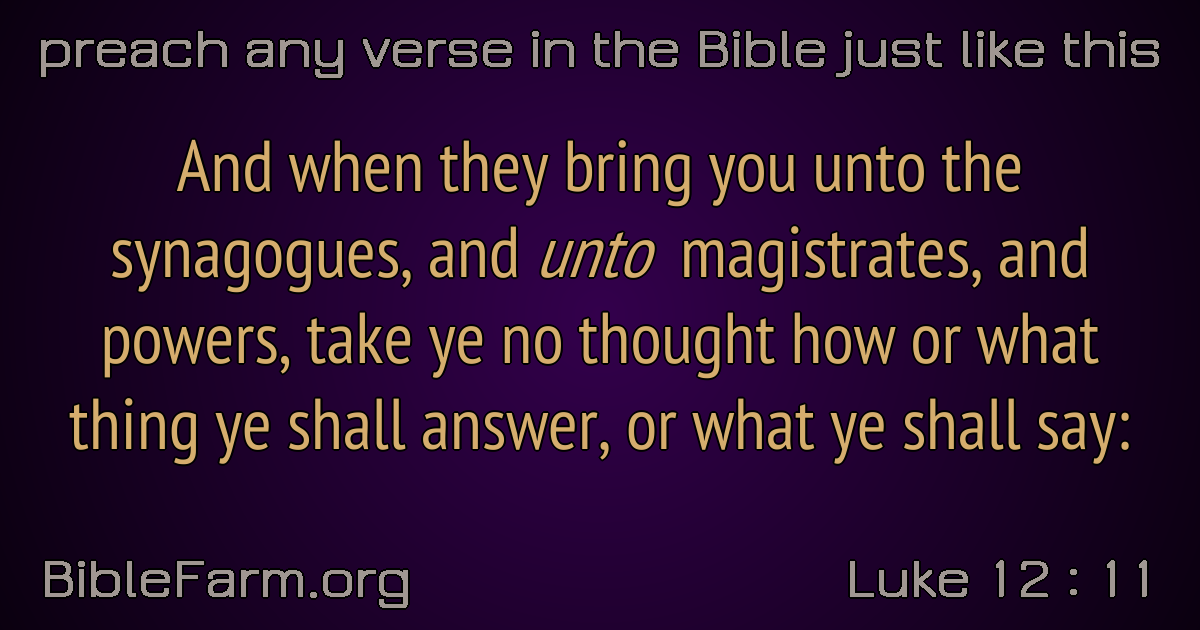 preach any verse in the Bible just like this
And when they bring you unto the
synagogues, and unto magistrates, and
powers, take ye no thought how or what
thing ye shall answer, or what ye shall say:
BibleFarm.org
Luke 12 : 11